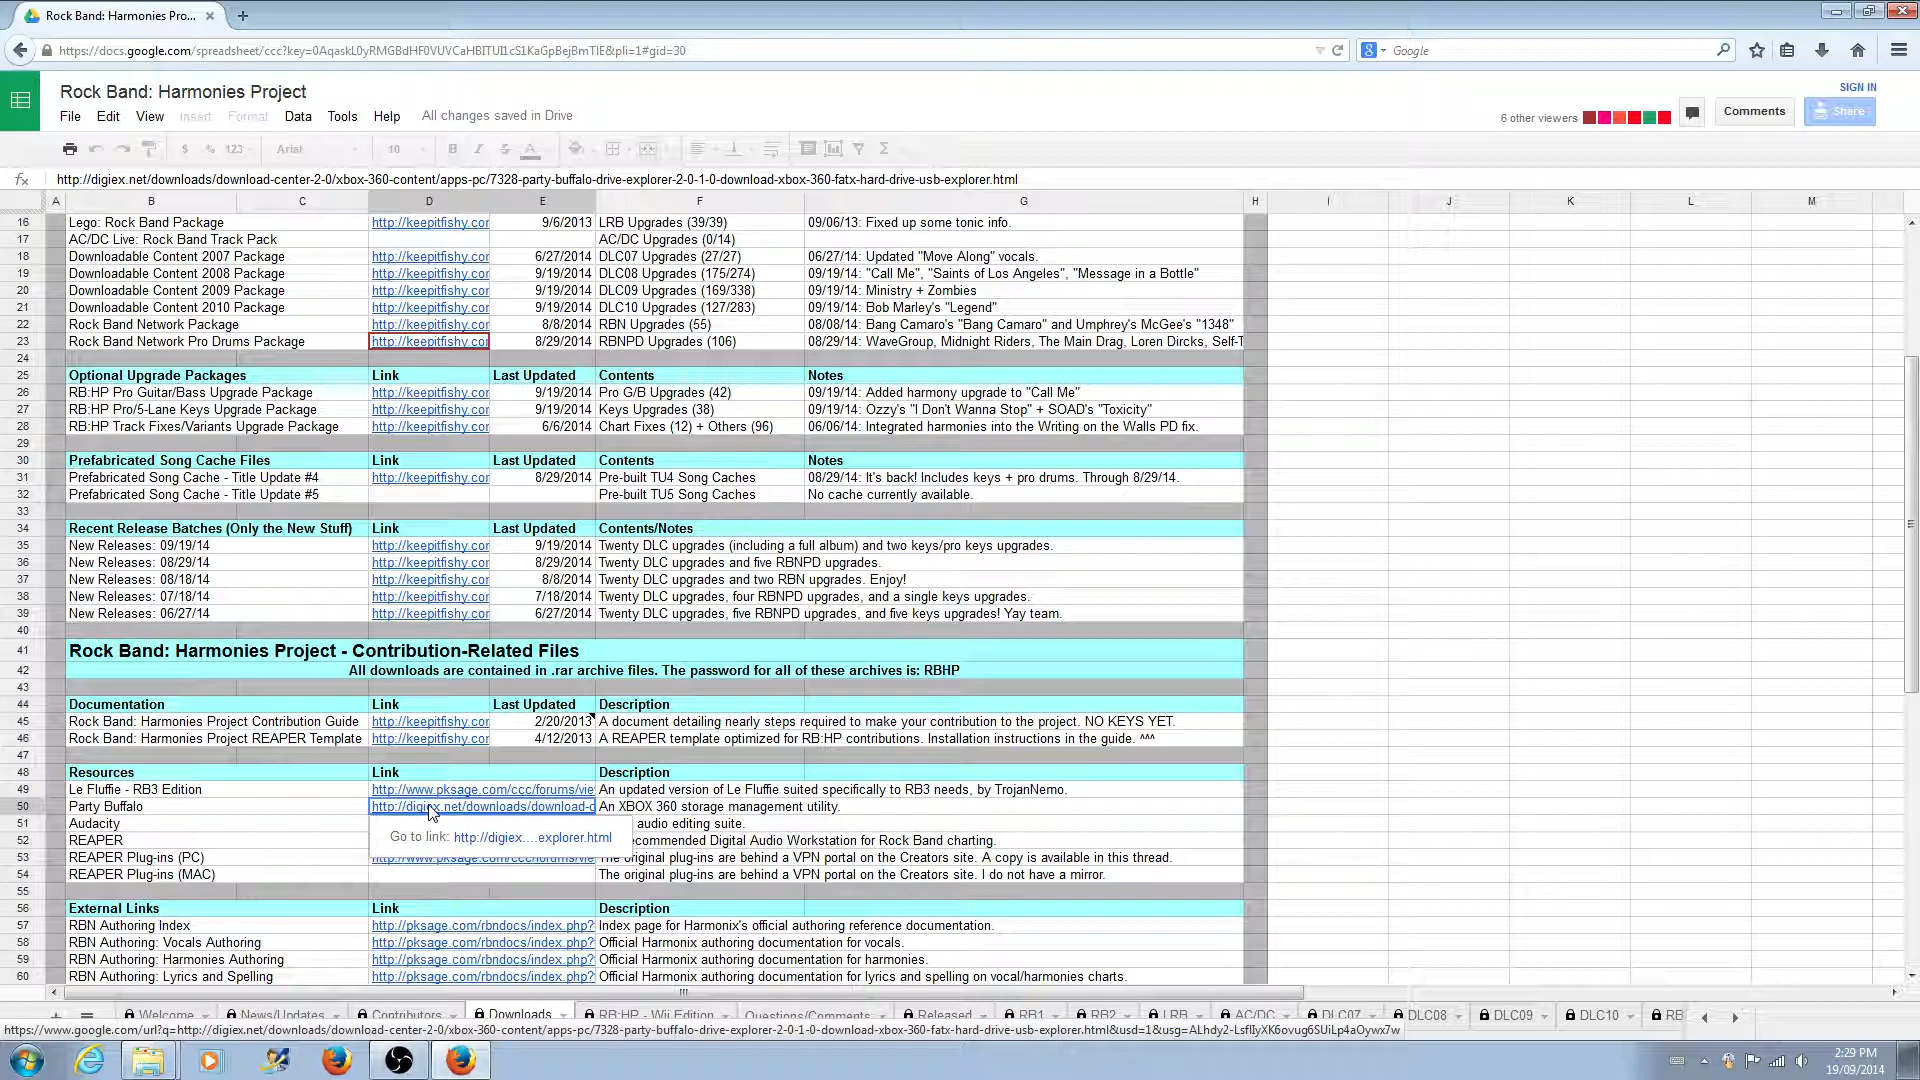 Rock Band: Harmonies Pro...
https://docs.google.com/spreadsheet/ccc?key=0AqaskL0yRMGBdHF0VUVCaHBITUI1cS1KaGpBejBmTlE&pli=1#gid=30
Google
Rock Band: Harmonies Project
SIGN IN
File Edit View Insert Format Data Tools Help All changes saved in Drive
6 other viewers Comments Share
$ % 123 Arial 10 B I S A Σ
fx http://digiex.net/downloads/download-center-2-0/xbox-360-content/apps-pc/7328-party-buffalo-drive-explorer-2-0-1-0-download-xbox-360-fatx-hard-drive-usb-explorer.html
A B C D E F G H I J K L M
16 Lego: Rock Band Package http://keepitfishy.cor 9/6/2013 LRB Upgrades (39/39) 09/06/13: Fixed up some tonic info.
17 AC/DC Live: Rock Band Track Pack AC/DC Upgrades (0/14)
18 Downloadable Content 2007 Package http://keepitfishy.cor 6/27/2014 DLC07 Upgrades (27/27) 06/27/14: Updated "Move Along" vocals.
19 Downloadable Content 2008 Package http://keepitfishy.cor 9/19/2014 DLC08 Upgrades (175/274) 09/19/14: "Call Me", "Saints of Los Angeles", "Message in a Bottle"
20 Downloadable Content 2009 Package http://keepitfishy.cor 9/19/2014 DLC09 Upgrades (169/338) 09/19/14: Ministry + Zombies
21 Downloadable Content 2010 Package http://keepitfishy.cor 9/19/2014 DLC10 Upgrades (127/283) 09/19/14: Bob Marley's "Legend"
22 Rock Band Network Package http://keepitfishy.cor 8/8/2014 RBN Upgrades (55) 08/08/14: Bang Camaro's "Bang Camaro" and Umphrey's McGee's "1348"
23 Rock Band Network Pro Drums Package http://keepitfishy.cor 8/29/2014 RBNPD Upgrades (106) 08/29/14: WaveGroup, Midnight Riders, The Main Drag, Loren Dircks, Self-T
24
25 Optional Upgrade Packages Link Last Updated Contents Notes
26 RB:HP Pro Guitar/Bass Upgrade Package http://keepitfishy.cor 9/19/2014 Pro G/B Upgrades (42) 09/19/14: Added harmony upgrade to "Call Me"
27 RB:HP Pro/5-Lane Keys Upgrade Package http://keepitfishy.cor 9/19/2014 Keys Upgrades (38) 09/19/14: Ozzy's "I Don't Wanna Stop" + SOAD's "Toxicity"
28 RB:HP Track Fixes/Variants Upgrade Package http://keepitfishy.cor 6/6/2014 Chart Fixes (12) + Others (96) 06/06/14: Integrated harmonies into the Writing on the Walls PD fix.
29
30 Prefabricated Song Cache Files Link Last Updated Contents Notes
31 Prefabricated Song Cache - Title Update #4 http://keepitfishy.cor 8/29/2014 Pre-built TU4 Song Caches 08/29/14: It's back! Includes keys + pro drums. Through 8/29/14.
32 Prefabricated Song Cache - Title Update #5 Pre-built TU5 Song Caches No cache currently available.
33
34 Recent Release Batches (Only the New Stuff) Link Last Updated Contents/Notes
35 New Releases: 09/19/14 http://keepitfishy.cor 9/19/2014 Twenty DLC upgrades (including a full album) and two keys/pro keys upgrades.
36 New Releases: 08/29/14 http://keepitfishy.cor 8/29/2014 Twenty DLC upgrades and five RBNPD upgrades.
37 New Releases: 08/18/14 http://keepitfishy.cor 8/8/2014 Twenty DLC upgrades and two RBN upgrades. Enjoy!
38 New Releases: 07/18/14 http://keepitfishy.cor 7/18/2014 Twenty DLC upgrades, four RBNPD upgrades, and a single keys upgrades.
39 New Releases: 06/27/14 http://keepitfishy.cor 6/27/2014 Twenty DLC upgrades, five RBNPD upgrades, and five keys upgrades! Yay team.
40
41 Rock Band: Harmonies Project - Contribution-Related Files
42 All downloads are contained in .rar archive files. The password for all of these archives is: RBHP
43
44 Documentation Link Last Updated Description
45 Rock Band: Harmonies Project Contribution Guide http://keepitfishy.cor 2/20/2013 A document detailing nearly steps required to make your contribution to the project. NO KEYS YET.
46 Rock Band: Harmonies Project REAPER Template http://keepitfishy.cor 4/12/2013 A REAPER template optimized for RB:HP contributions. Installation instructions in the guide. ^^^
47
48 Resources Link Description
49 Le Fluffie - RB3 Edition http://www.pksage.com/ccc/forums/vie An updated version of Le Fluffie suited specifically to RB3 needs, by TrojanNemo.
50 Party Buffalo http://digiex.net/downloads/download-c An XBOX 360 storage management utility.
51 Audacity audio editing suite.
Go to link: http://digiex....explorer.html
52 REAPER commended Digital Audio Workstation for Rock Band charting.
53 REAPER Plug-ins (PC) http://www.pksage.com/ccc/forums/vie The original plug-ins are behind a VPN portal on the Creators site. A copy is available in this thread.
54 REAPER Plug-ins (MAC) The original plug-ins are behind a VPN portal on the Creators site. I do not have a mirror.
55
56 External Links Link Description
57 RBN Authoring Index http://pksage.com/rbndocs/index.php? Index page for Harmonix's official authoring reference documentation.
58 RBN Authoring: Vocals Authoring http://pksage.com/rbndocs/index.php? Official Harmonix authoring documentation for vocals.
59 RBN Authoring: Harmonies Authoring http://pksage.com/rbndocs/index.php? Official Harmonix authoring documentation for harmonies.
60 RBN Authoring: Lyrics and Spelling http://pksage.com/rbndocs/index.php? Official Harmonix authoring documentation for lyrics and spelling on vocal/harmonies charts.
Welcome News/Updates Contributors Downloads RB:HP - Wii Edition Questions/Comments Released RB1 RB2 LRB AC/DC DLC07 DLC08 DLC09 DLC10 RB
https://www.google.com/url?q=http://digiex.net/downloads/download-center-2-0/xbox-360-content/apps-pc/7328-party-buffalo-drive-explorer-2-0-1-0-download-xbox-360-fatx-hard-drive-usb-explorer.html&usd=1&usg=ALhdy2-LsflIyXK6ovug6SUiLp4aOywx7w
2:29 PM
19/09/2014